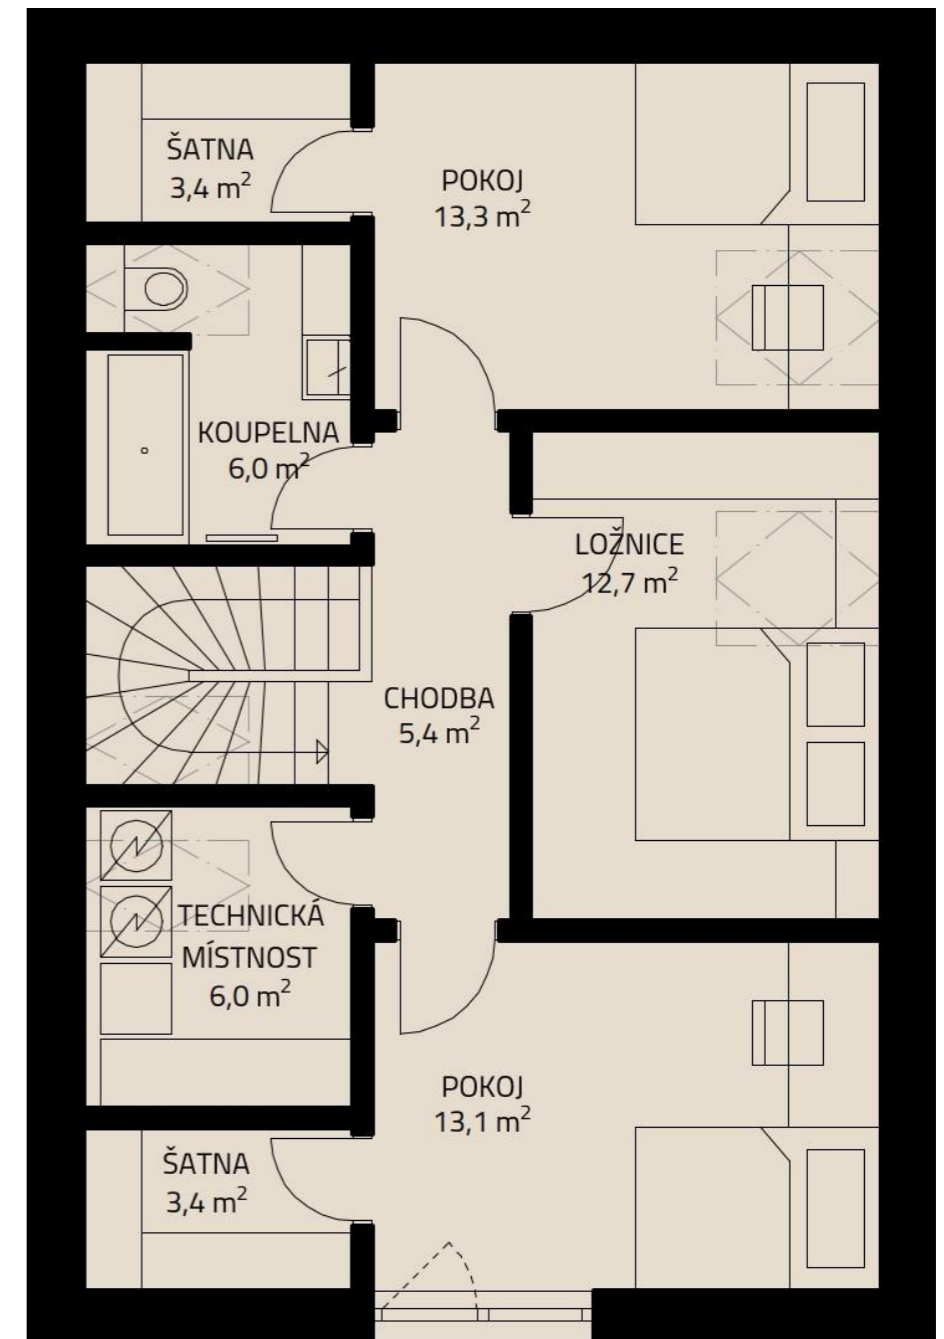 ŠATNA
3,4 m²
POKOJ
13,3 m²
KOUPELNA
6,0 m²
LOŽNICE
12,7 m²
CHODBA
5,4 m²
TECHNICKÁ
MÍSTNOST
6,0 m²
POKOJ
13,1 m²
ŠATNA
3,4 m²